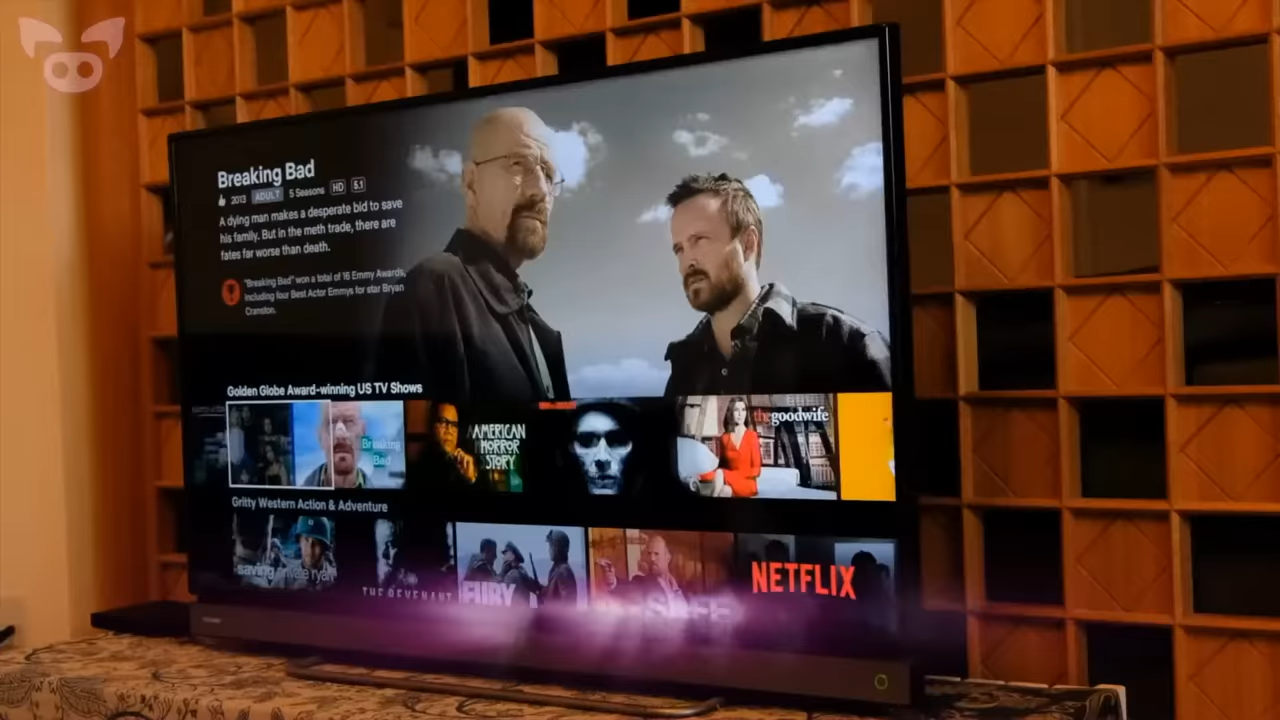 Breaking Bad
2013 ADULT 5 Seasons HD 5.1
A dying man makes a desperate bid to save
his family. But in the meth trade, there are
fates far worse than death.
"Breaking Bad" won a total of 16 Emmy Awards,
including four Best Actor Emmys for star Bryan
Cranston.
Golden Globe Award-winning US TV Shows
Breaking
Bad
AMERICAN
HORROR
STORY
thegoodwife
Gritty Western Action & Adventure
saving private ryan
THE REVENANT
FURY
SAFE
NETFLIX